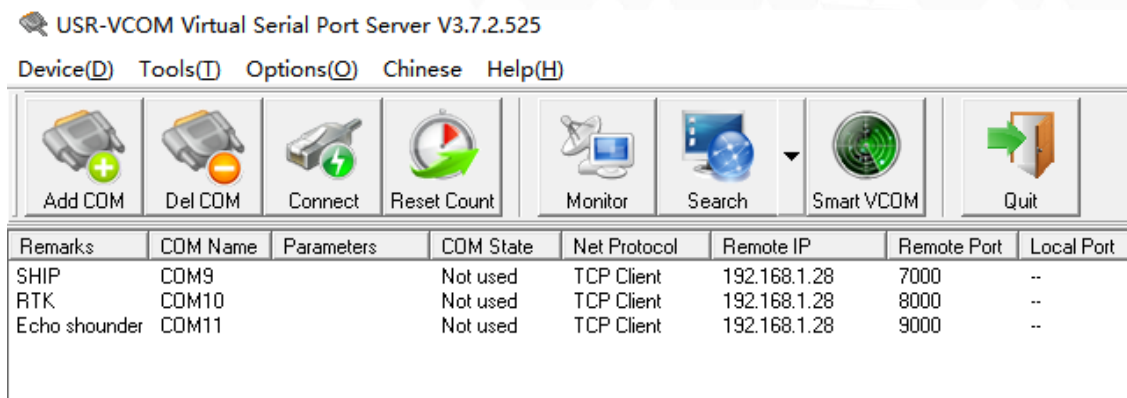 USR-VCOM Virtual Serial Port Server V3.7.2.525
Device(D) Tools(T) Options(O) Chinese Help(H)
Add COM Del COM Connect Reset Count Monitor Search Smart VCOM Quit
Remarks COM Name Parameters COM State Net Protocol Remote IP Remote Port Local Port
SHIP COM9 Not used TCP Client 192.168.1.28 7000 --
RTK COM10 Not used TCP Client 192.168.1.28 8000 --
Echo shounder COM11 Not used TCP Client 192.168.1.28 9000 --